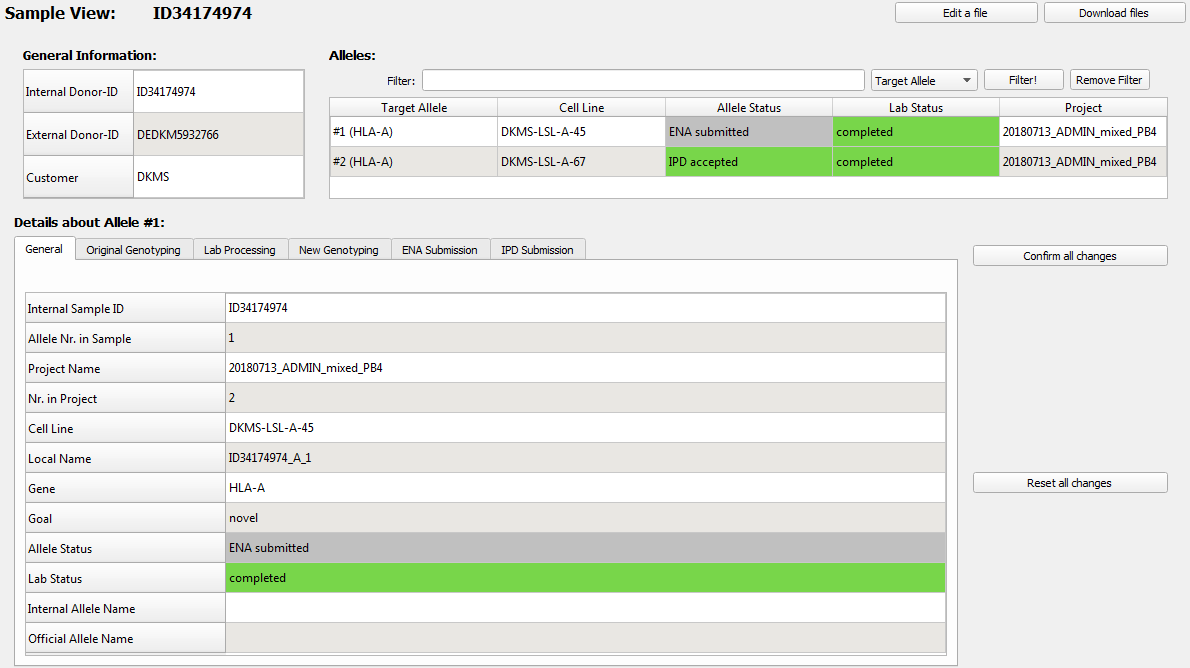 Sample View: ID34174974 Edit a file Download files
General Information: Alleles:
Internal Donor-ID ID34174974
External Donor-ID DEDKM5932766
Customer DKMS
Filter: Target Allele Filter! Remove Filter
Target Allele Cell Line Allele Status Lab Status Project
#1 (HLA-A) DKMS-LSL-A-45 ENA submitted completed 20180713_ADMIN_mixed_PB4
#2 (HLA-A) DKMS-LSL-A-67 IPD accepted completed 20180713_ADMIN_mixed_PB4
Details about Allele #1:
General Original Genotyping Lab Processing New Genotyping ENA Submission IPD Submission
Confirm all changes
Internal Sample ID ID34174974
Allele Nr. in Sample 1
Project Name 20180713_ADMIN_mixed_PB4
Nr. in Project 2
Cell Line DKMS-LSL-A-45
Local Name ID34174974_A_1
Gene HLA-A
Reset all changes
Goal novel
Allele Status ENA submitted
Lab Status completed
Internal Allele Name
Official Allele Name